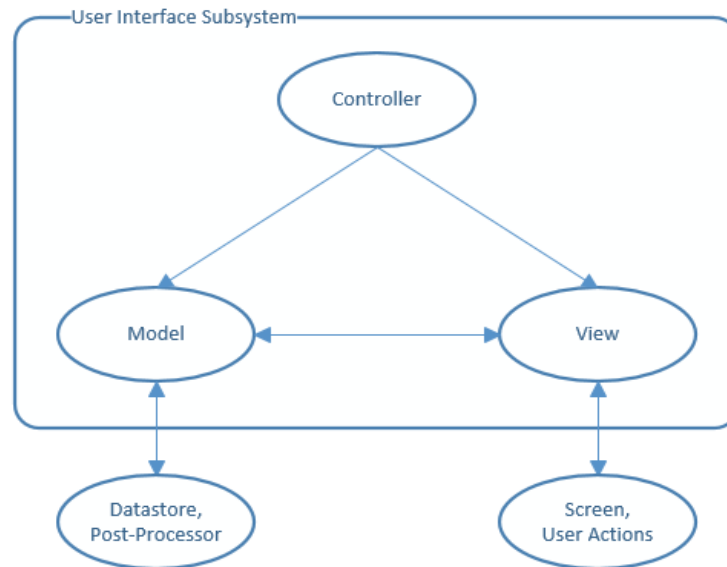 User Interface Subsystem
Controller
Model
View
Datastore,
Post-Processor
Screen,
User Actions